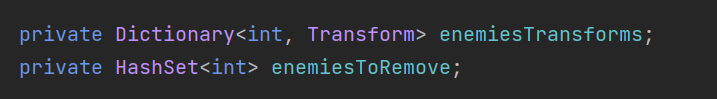 private Dictionary<int, Transform> enemiesTransforms;
private HashSet<int> enemiesToRemove;